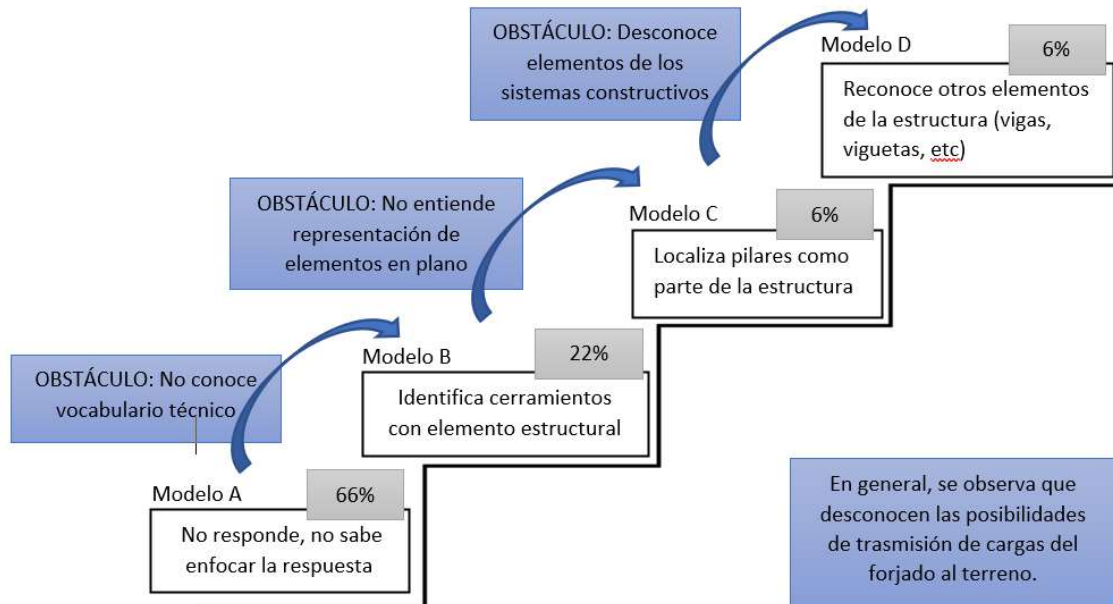 OBSTÁCULO: Desconoce
elementos de los
sistemas constructivos
Modelo D
6%
Reconoce otros elementos
de la estructura (vigas,
viguetas, etc)
OBSTÁCULO: No entiende
representación de
elementos en plano
Modelo C
6%
Localiza pilares como
parte de la estructura
OBSTÁCULO: No conoce
vocabulario técnico
Modelo B
22%
Identifica cerramientos
con elemento estructural
Modelo A
66%
No responde, no sabe
enfocar la respuesta
En general, se observa que
desconocen las posibilidades
de trasmisión de cargas del
forjado al terreno.